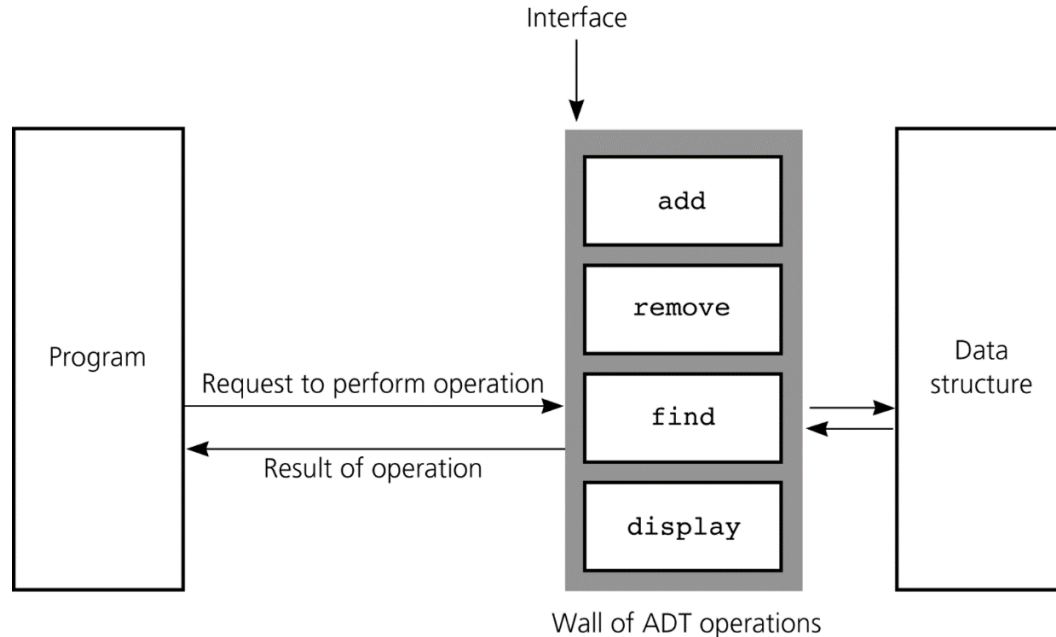 Interface
add
remove
Program
Request to perform operation
find
Result of operation
display
Data
structure
Wall of ADT operations